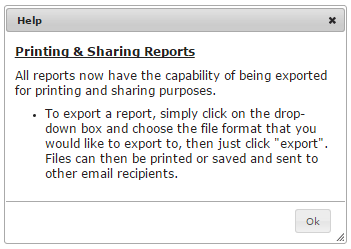 Help
Printing & Sharing Reports
All reports now have the capability of being exported
for printing and sharing purposes.
• To export a report, simply click on the drop-
down box and choose the file format that you
would like to export to, then just click "export".
Files can then be printed or saved and sent to
other email recipients.
Ok